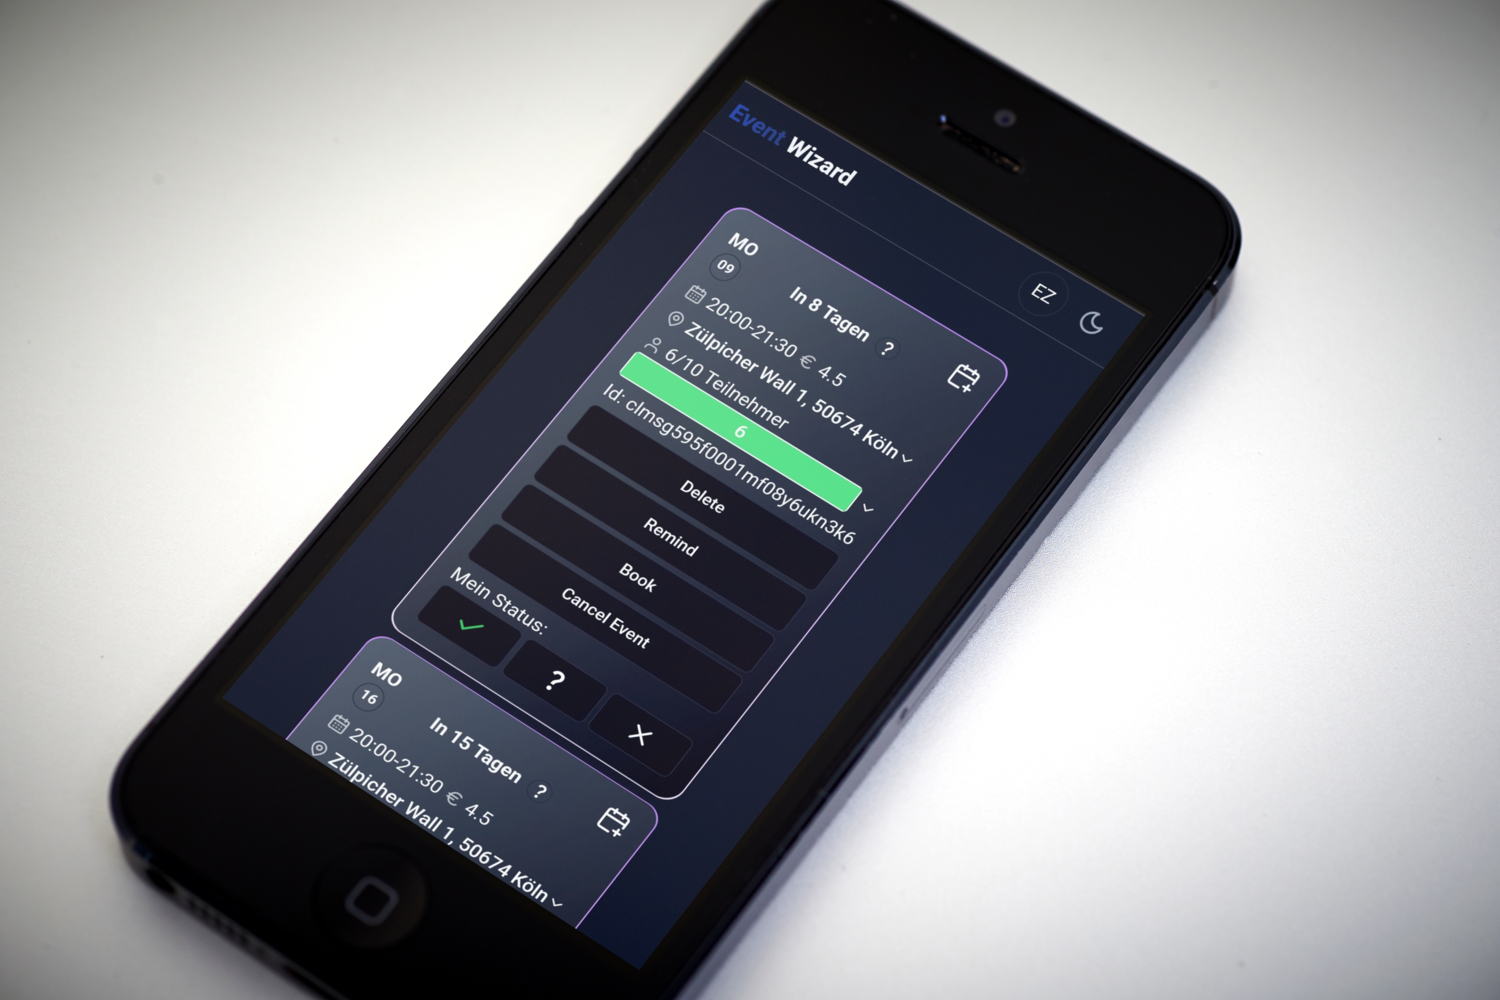 Event Wizard
EZ
MO
09
In 8 Tagen ?
20:00-21:30 € 4.5
Zülpicher Wall 1, 50674 Köln
6/10 Teilnehmer
6
Id: clmsg595f0001mf08y6ukn3k6
Delete
Remind
Book
Cancel Event
Mein Status:
?
MO
16
In 15 Tagen ?
20:00-21:30 € 4.5
Zülpicher Wall 1, 50674 Köln